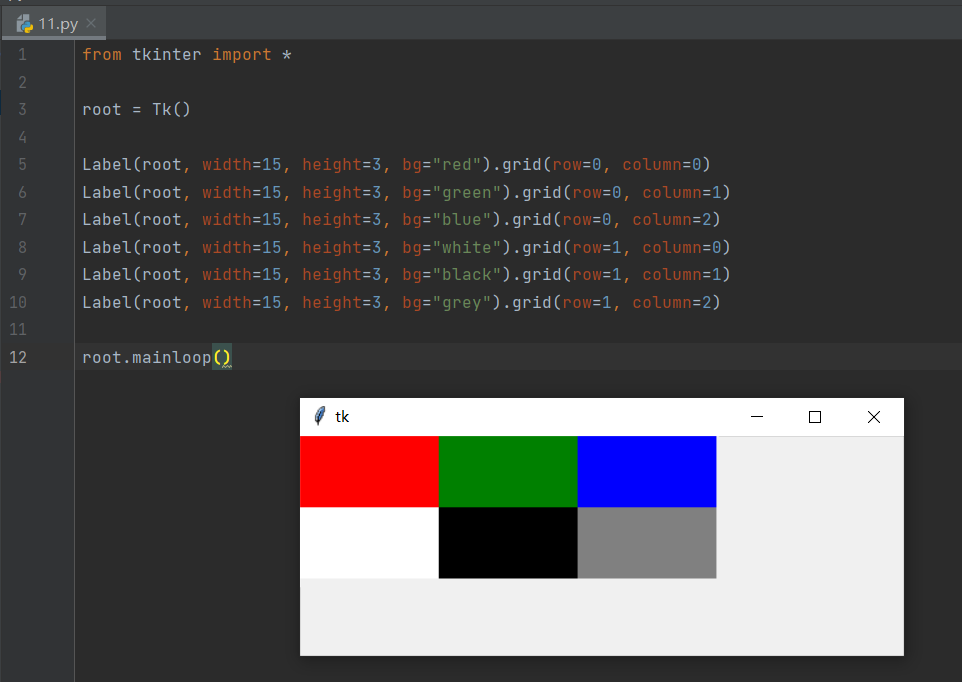 11.py
1 from tkinter import *
2
3 root = Tk()
4
5 Label(root, width=15, height=3, bg="red").grid(row=0, column=0)
6 Label(root, width=15, height=3, bg="green").grid(row=0, column=1)
7 Label(root, width=15, height=3, bg="blue").grid(row=0, column=2)
8 Label(root, width=15, height=3, bg="white").grid(row=1, column=0)
9 Label(root, width=15, height=3, bg="black").grid(row=1, column=1)
10 Label(root, width=15, height=3, bg="grey").grid(row=1, column=2)
11
12 root.mainloop()
tk